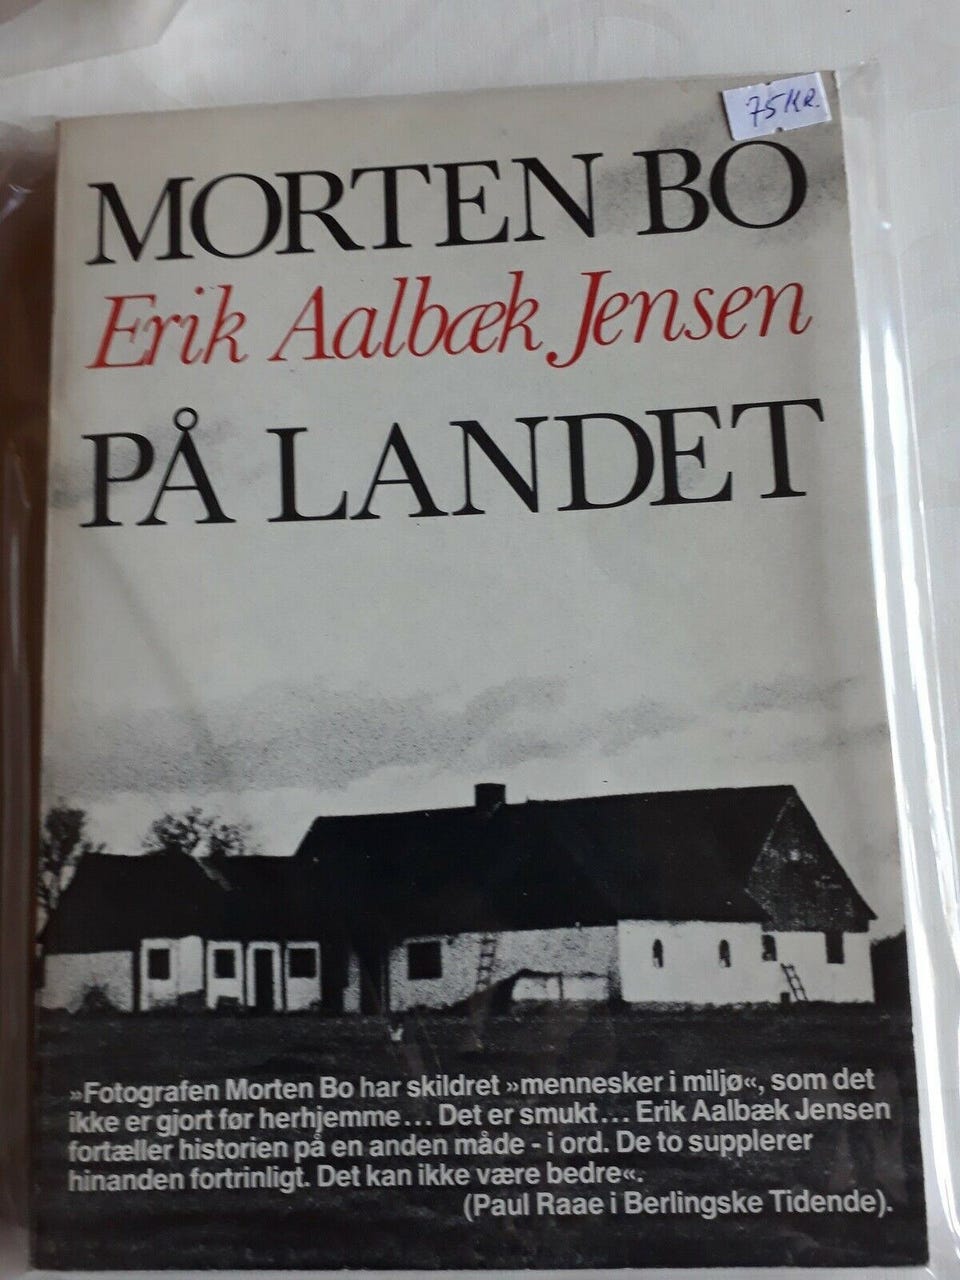 75 KR.
MORTEN BO
Erik Aalbæk Jensen
PÅ LANDET
»Fotografen Morten Bo har skildret »mennesker i miljø«, som det
ikke er gjort før herhjemme... Det er smukt... Erik Aalbæk Jensen
fortæller historien på en anden måde - i ord. De to supplerer
hinanden fortrinligt. Det kan ikke være bedre«.
(Paul Raae i Berlingske Tidende).